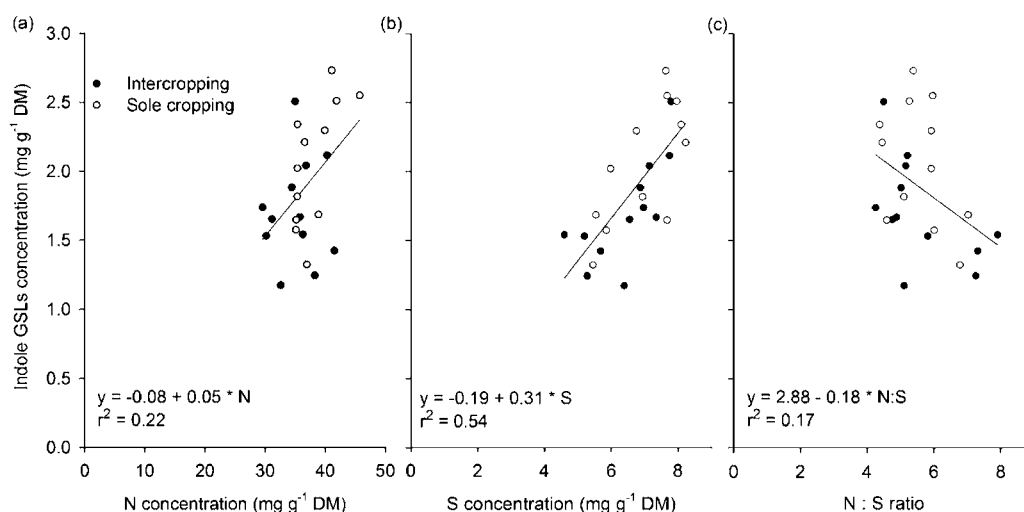 (a)
(b)
(c)
3.0
2.5
2.0
1.5
1.0
0.5
0.0
Indole GSLs concentration (mg g⁻¹ DM)
Intercropping
Sole cropping
y = -0.08 + 0.05 * N
r² = 0.22
y = -0.19 + 0.31 * S
r² = 0.54
y = 2.88 - 0.18 * N:S
r² = 0.17
0 10 20 30 40 50
0 2 4 6 8
0 2 4 6 8
N concentration (mg g⁻¹ DM)
S concentration (mg g⁻¹ DM)
N : S ratio